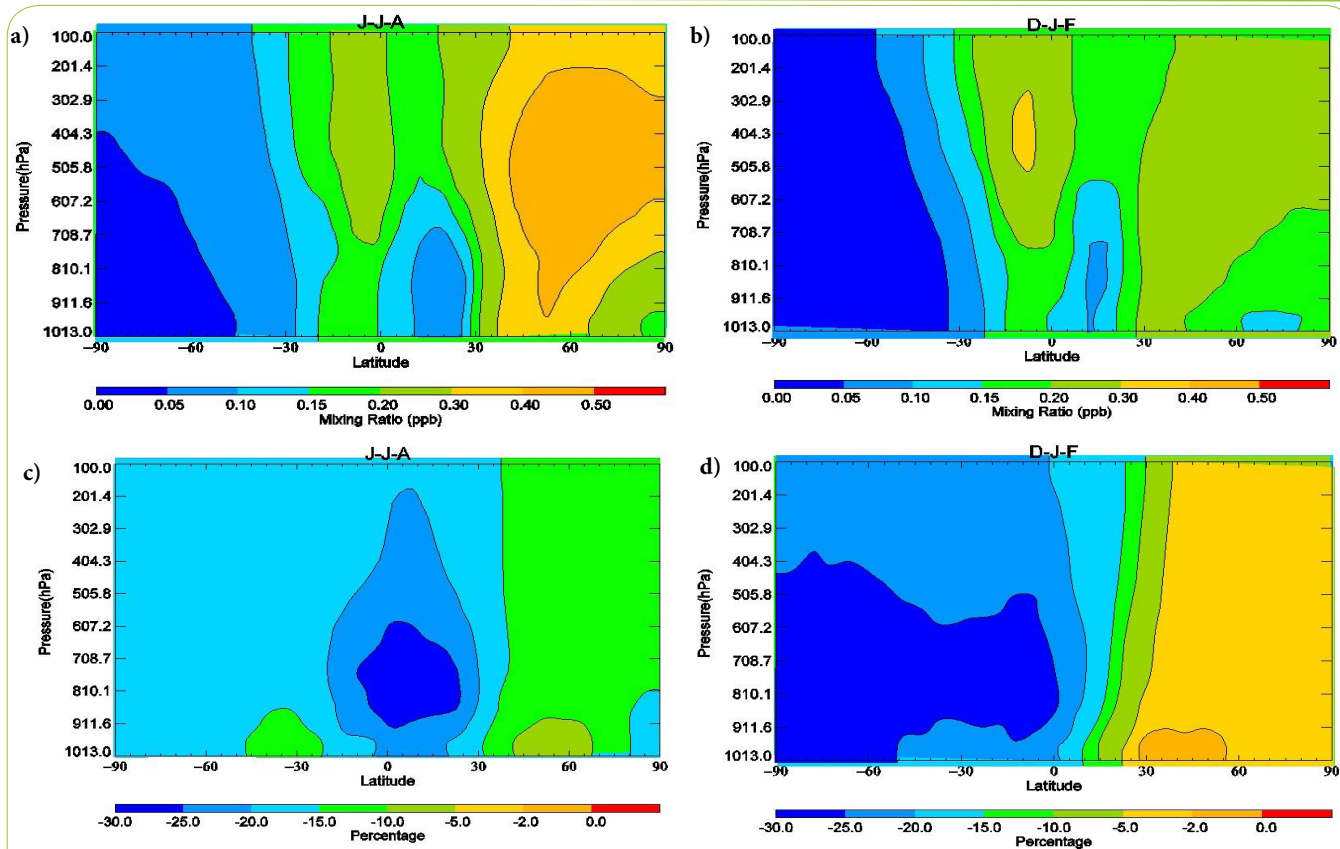 a)
J-J-A
100.0
201.4
302.9
404.3
505.8
607.2
708.7
810.1
911.6
1013.0
Pressure(hPa)
−90 −60 −30 0 30 60 90
Latitude
0.00 0.05 0.10 0.15 0.20 0.30 0.40 0.50
Mixing Ratio (ppb)
b)
D-J-F
100.0
201.4
302.9
404.3
505.8
607.2
708.7
810.1
911.6
1013.0
Pressure(hPa)
−90 −60 −30 0 30 60 90
Latitude
0.00 0.05 0.10 0.15 0.20 0.30 0.40 0.50
Mixing Ratio (ppb)
c)
J-J-A
100.0
201.4
302.9
404.3
505.8
607.2
708.7
810.1
911.6
1013.0
Pressure(hPa)
−90 −60 −30 0 30 60 90
Latitude
-30.0 -25.0 -20.0 -15.0 -10.0 -5.0 -2.0 0.0
Percentage
d)
D-J-F
100.0
201.4
302.9
404.3
505.8
607.2
708.7
810.1
911.6
1013.0
Pressure(hPa)
−90 −60 −30 0 30 60 90
Latitude
-30.0 -25.0 -20.0 -15.0 -10.0 -5.0 -2.0 0.0
Percentage